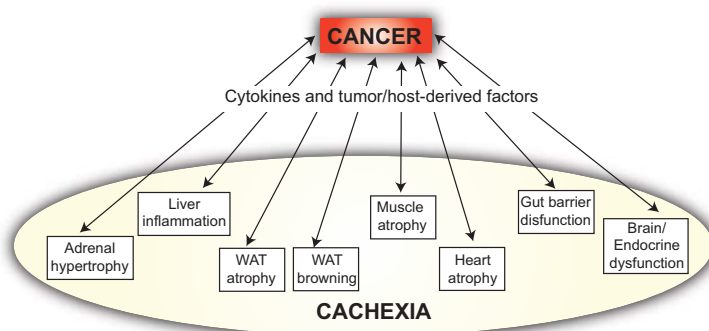 CANCER
Cytokines and tumor/host-derived factors
Liver
inflammation
Muscle
atrophy
Gut barrier
disfunction
Adrenal
hypertrophy
WAT
atrophy
WAT
browning
Heart
atrophy
Brain/
Endocrine
dysfunction
CACHEXIA